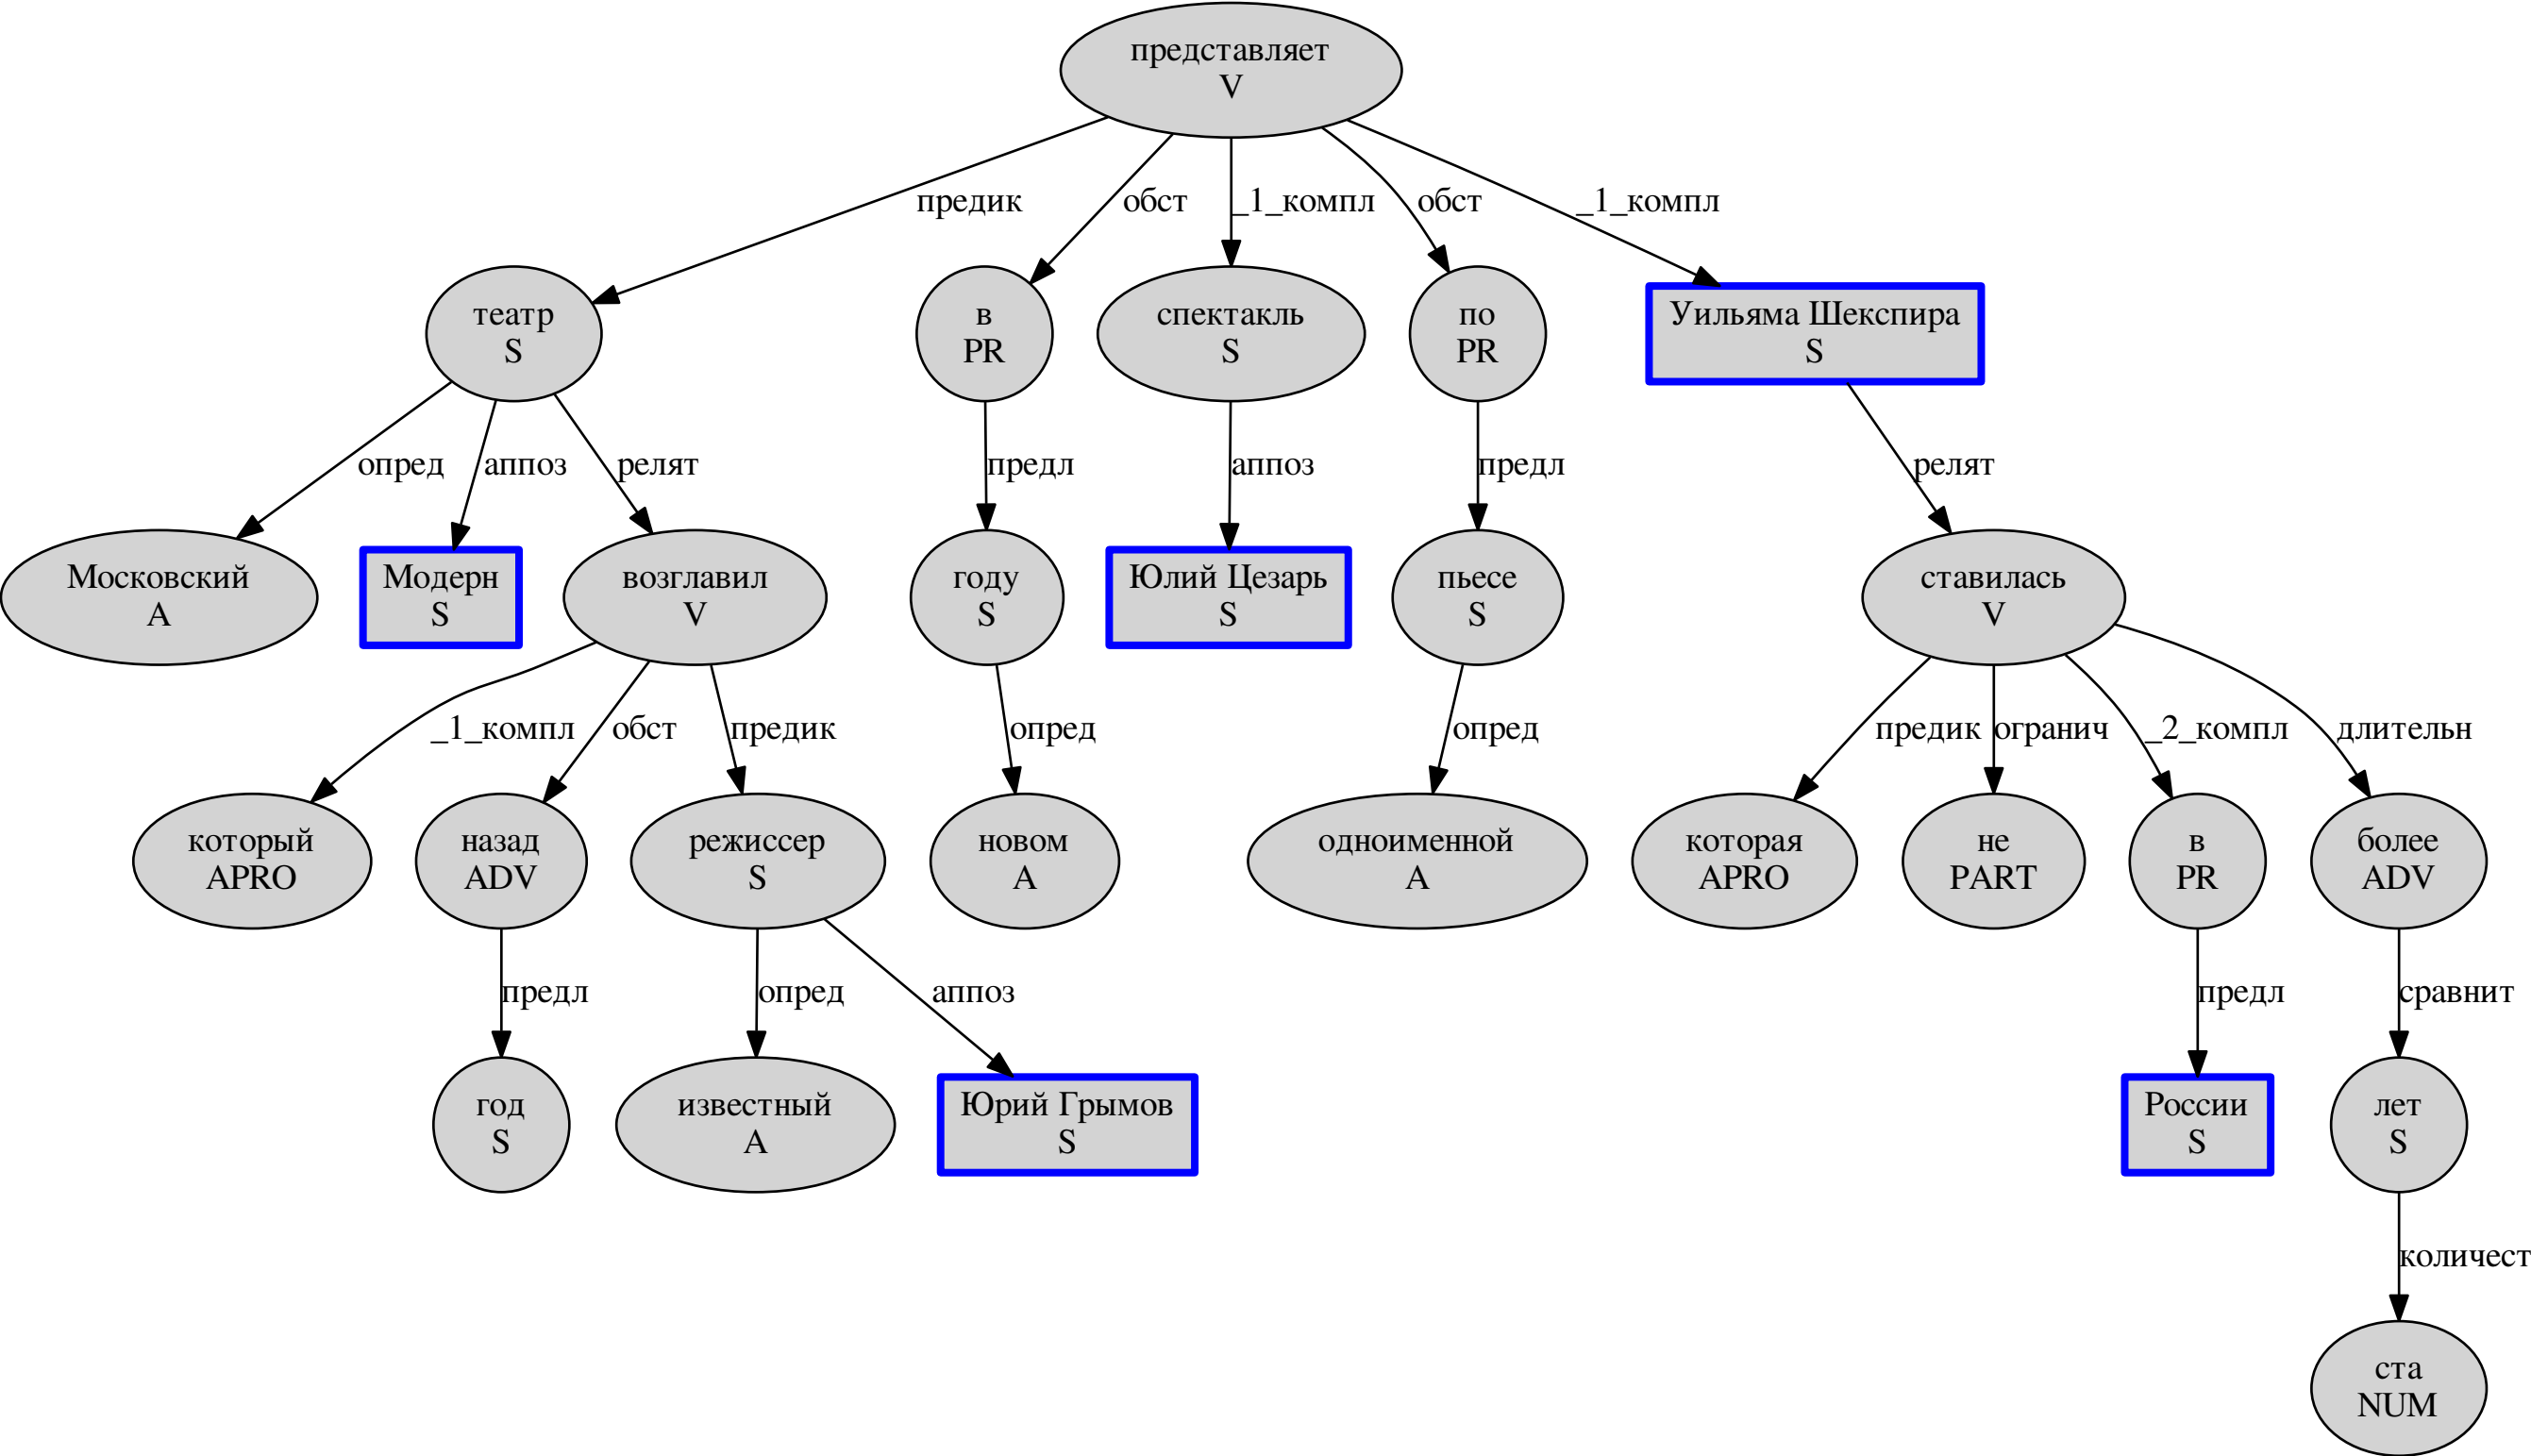 представляет
V
предик
обст
_1_компл
обст
_1_компл
театр
S
в
PR
спектакль
S
по
PR
Уильяма Шекспира
S
опред
аппоз
релят
предл
аппоз
предл
релят
Московский
A
Модерн
S
возглавил
V
году
S
Юлий Цезарь
S
пьесе
S
ставилась
V
_1_компл
обст
предик
опред
опред
предик
огранич
_2_компл
длительн
который
APRO
назад
ADV
режиссер
S
новом
A
одноименной
A
которая
APRO
не
PART
в
PR
более
ADV
предл
опред
аппоз
предл
сравнит
год
S
известный
A
Юрий Грымов
S
России
S
лет
S
количест
ста
NUM